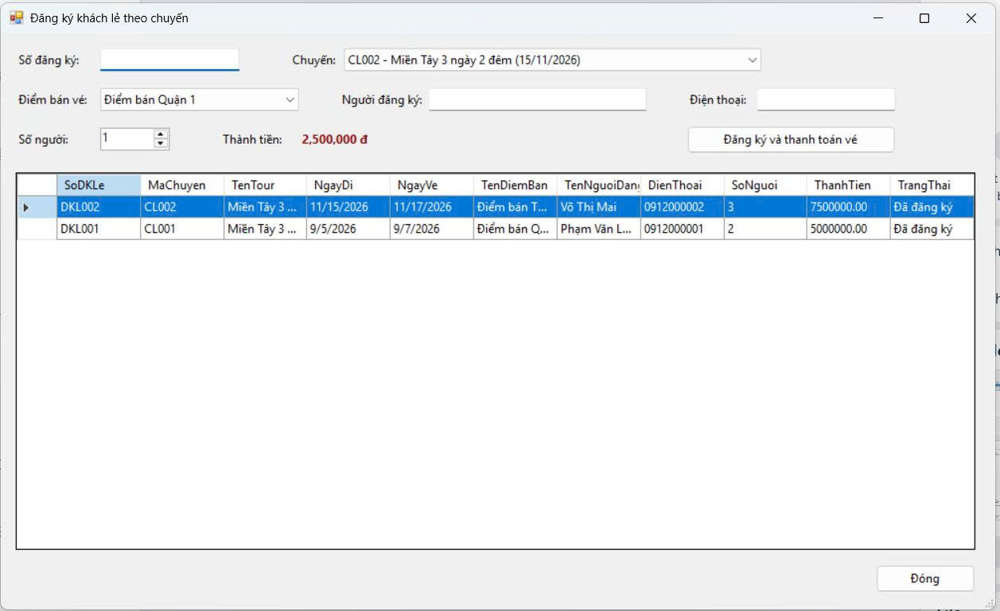 Đăng ký khách lẻ theo chuyến
Số đăng ký: Chuyến: CL002 - Miền Tây 3 ngày 2 đêm (15/11/2026)
Điểm bán vé: Điểm bán Quận 1 Người đăng ký: Điện thoại:
Số người: 1 Thành tiền: 2,500,000 đ Đăng ký và thanh toán vé
SoDKLe MaChuyen TenTour NgayDi NgayVe TenDiemBan TenNguoiDang DienThoai SoNguoi ThanhTien TrangThai
DKL002 CL002 Miền Tây 3 ... 11/15/2026 11/17/2026 Điểm bán T... Võ Thị Mai 0912000002 3 7500000.00 Đã đăng ký
DKL001 CL001 Miền Tây 3 ... 9/5/2026 9/7/2026 Điểm bán Q... Phạm Văn L... 0912000001 2 5000000.00 Đã đăng ký
Đóng